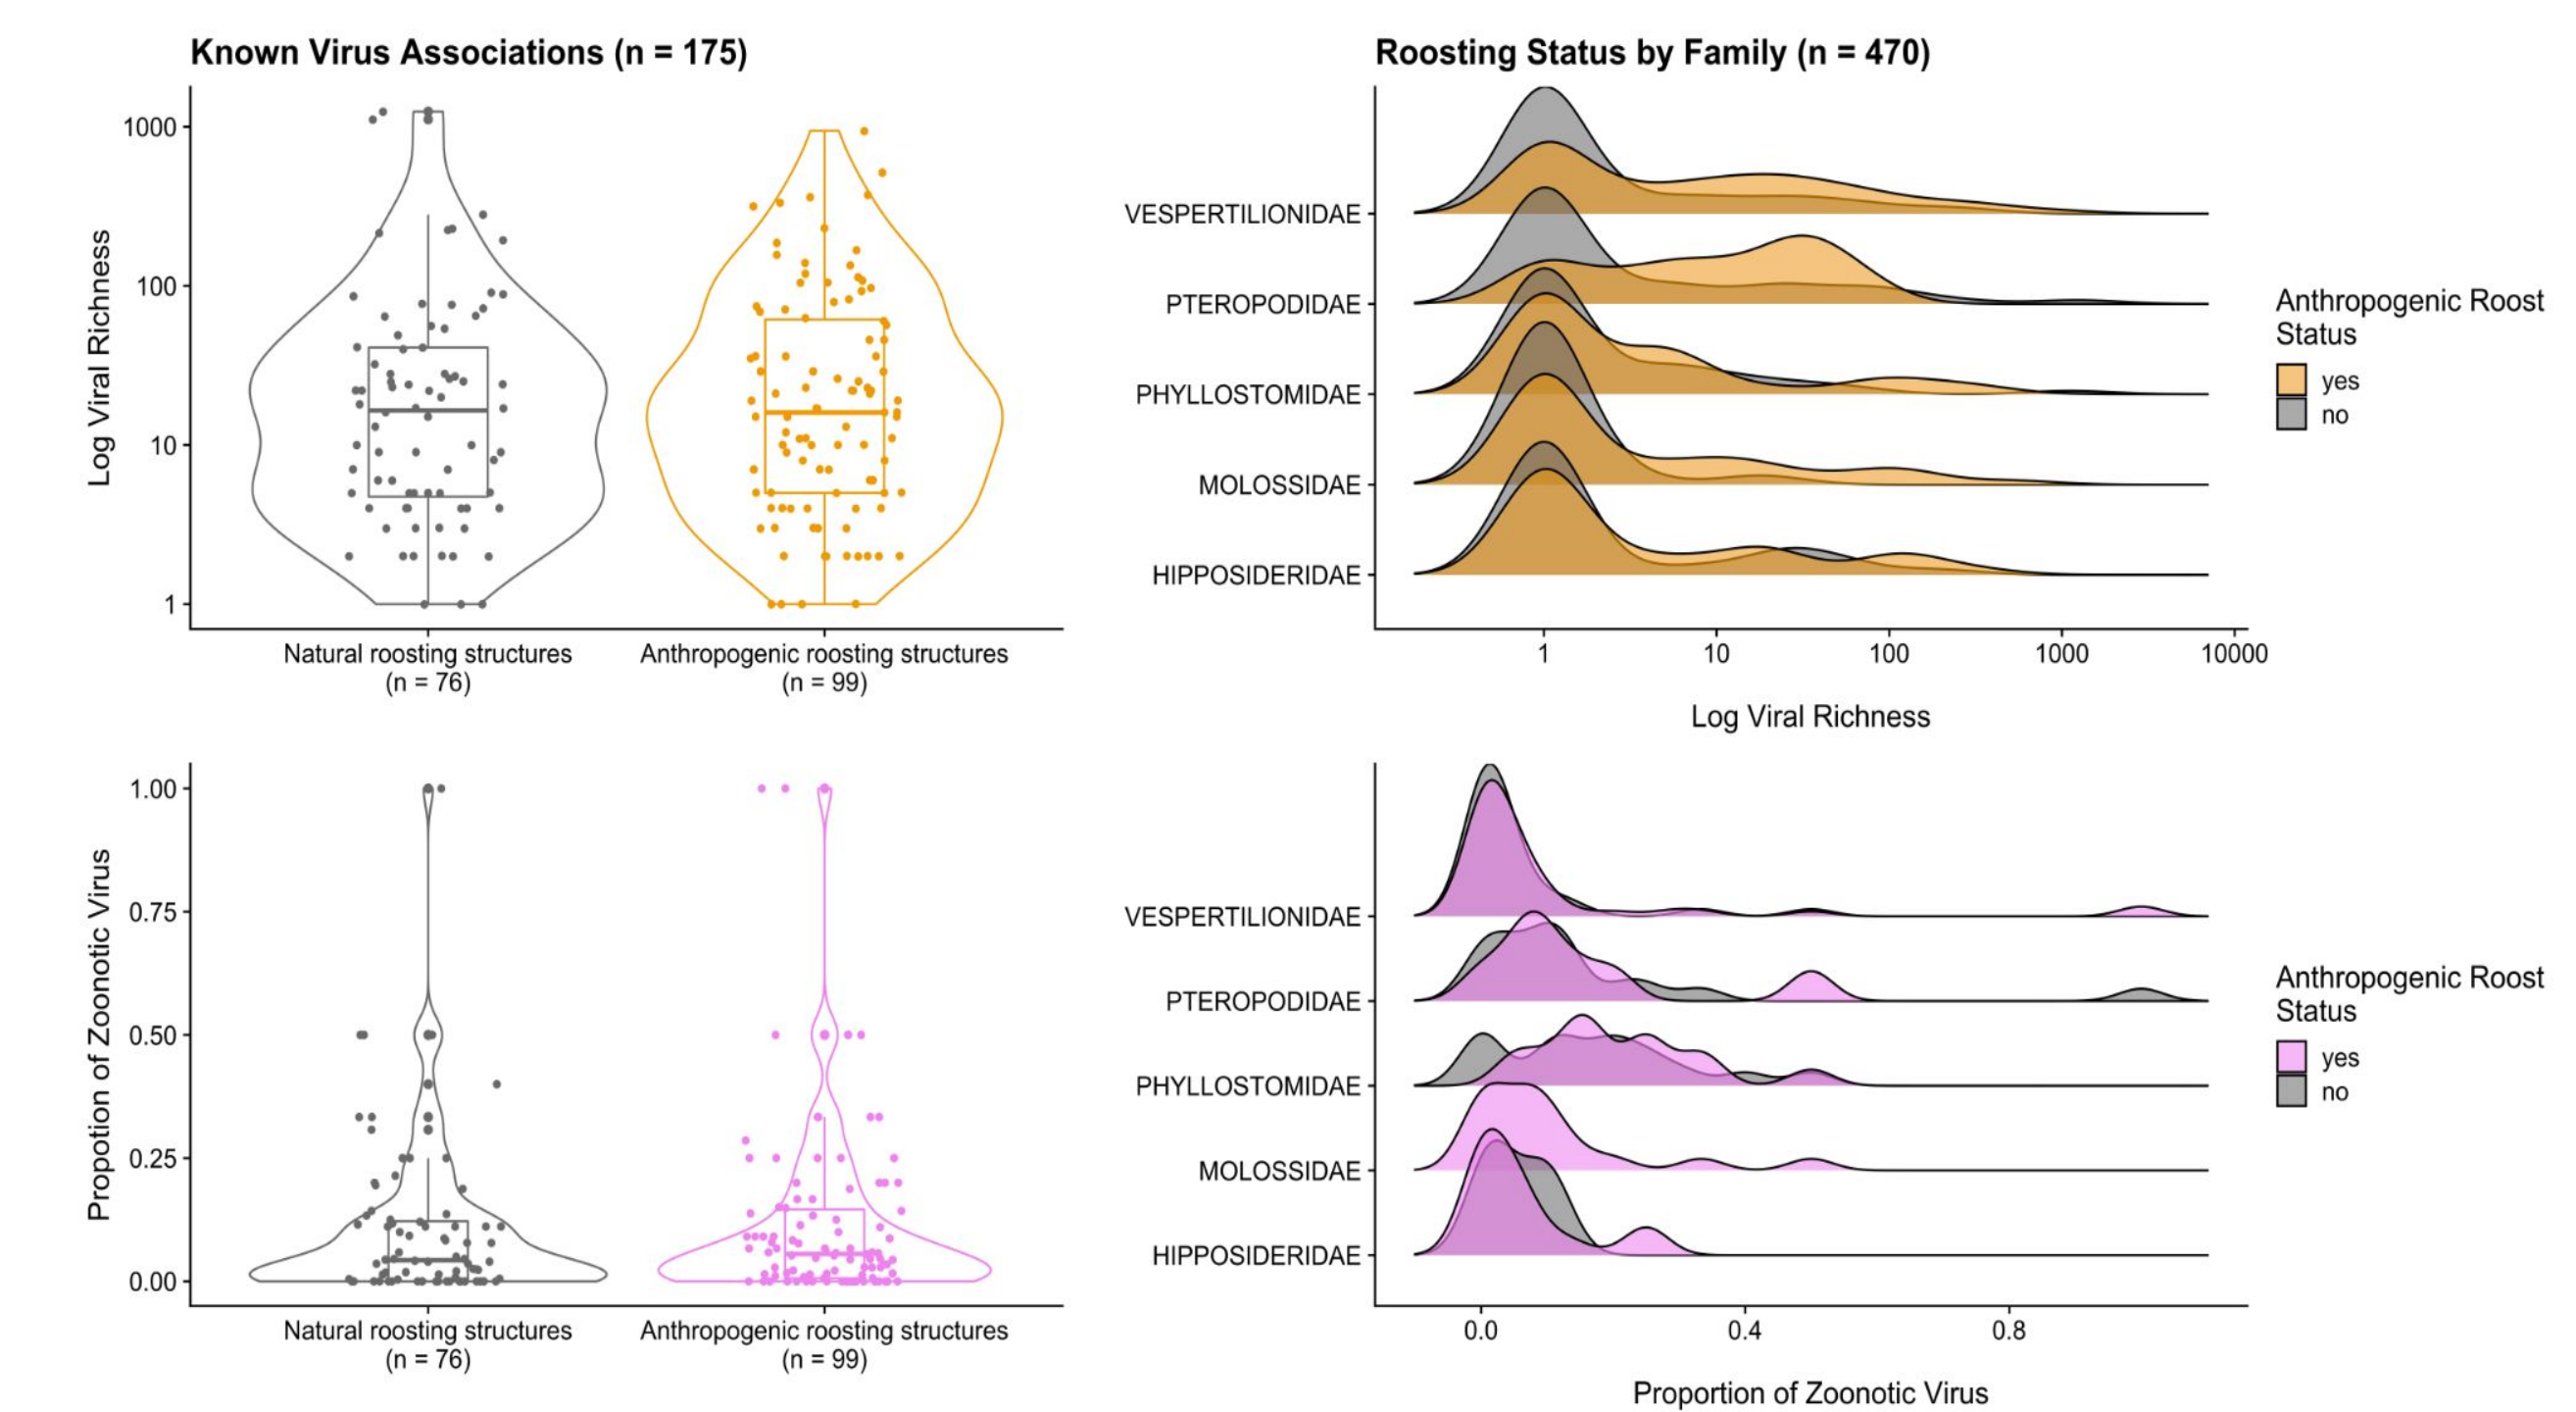 Known Virus Associations (n = 175)
Log Viral Richness
1000
100
10
1
Natural roosting structures
(n = 76)
Anthropogenic roosting structures
(n = 99)
Roosting Status by Family (n = 470)
VESPERTILIONIDAE
PTEROPODIDAE
PHYLLOSTOMIDAE
MOLOSSIDAE
HIPPOSIDERIDAE
1
10
100
1000
10000
Log Viral Richness
Anthropogenic Roost
Status
yes
no
Propotion of Zoonotic Virus
1.00
0.75
0.50
0.25
0.00
Natural roosting structures
(n = 76)
Anthropogenic roosting structures
(n = 99)
VESPERTILIONIDAE
PTEROPODIDAE
PHYLLOSTOMIDAE
MOLOSSIDAE
HIPPOSIDERIDAE
0.0
0.4
0.8
Proportion of Zoonotic Virus
Anthropogenic Roost
Status
yes
no